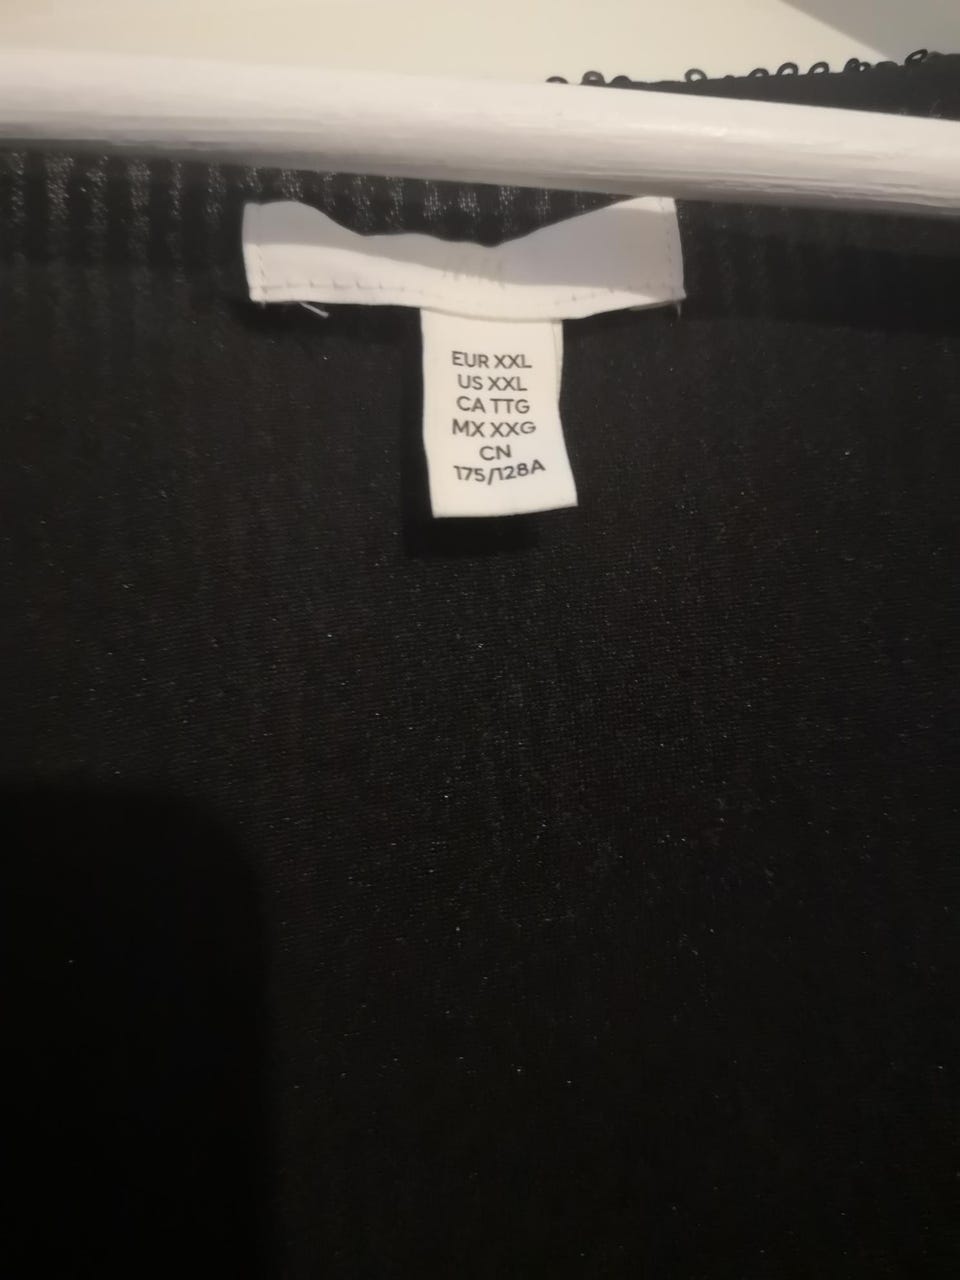 EUR XXL
US XXL
CA TTG
MX XXG
CN
175/128A